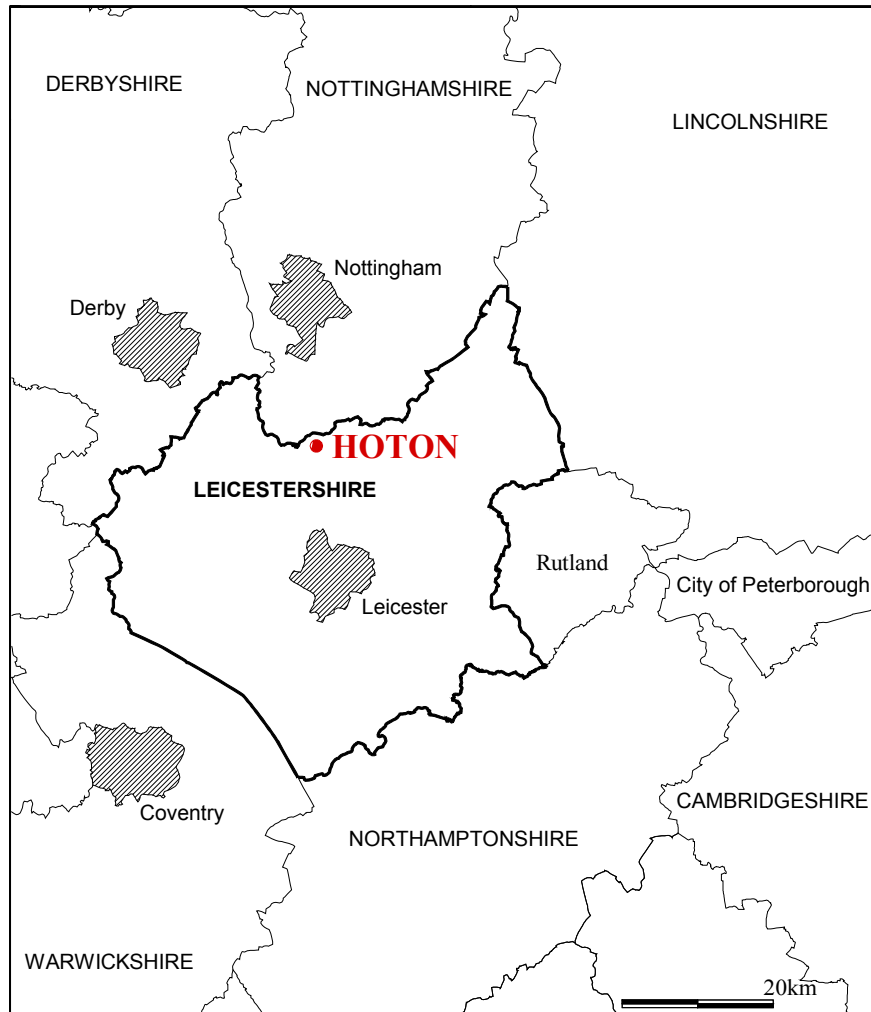 DERBYSHIRE
NOTTINGHAMSHIRE
LINCOLNSHIRE
Nottingham
Derby
HOTON
LEICESTERSHIRE
Rutland
City of Peterborough
Leicester
Coventry
CAMBRIDGESHIRE
NORTHAMPTONSHIRE
WARWICKSHIRE
20km